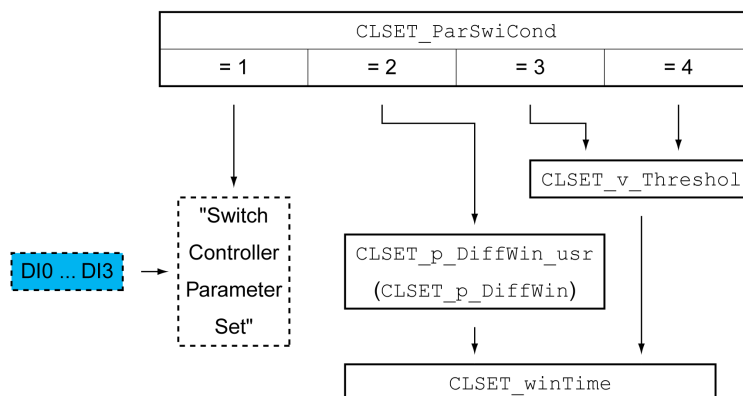 CLSET_ParSwiCond
= 1 = 2 = 3 = 4
CLSET_v_Threshol
"Switch
Controller
Parameter
Set"
DI0 ... DI3
CLSET_p_DiffWin_usr
(CLSET_p_DiffWin)
CLSET_winTime